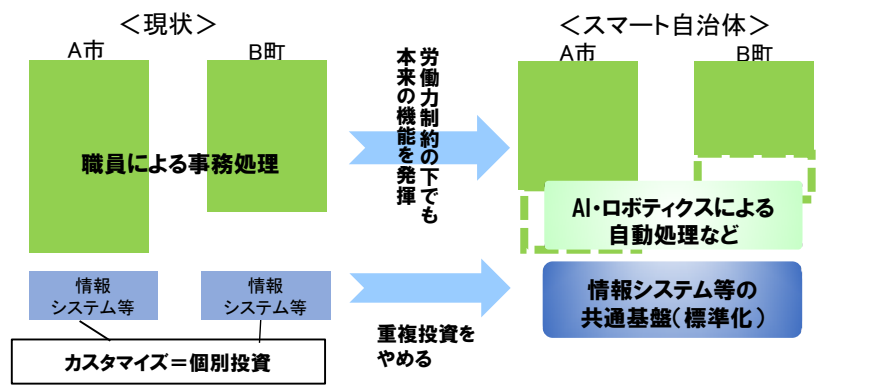 ＜現状＞
A市
B町
職員による事務処理
情報
システム等
情報
システム等
カスタマイズ＝個別投資
労働力制約の下でも
本来の機能を発揮
重複投資を
やめる
＜スマート自治体＞
A市
B町
AI・ロボティクスによる
自動処理など
情報システム等の
共通基盤（標準化）